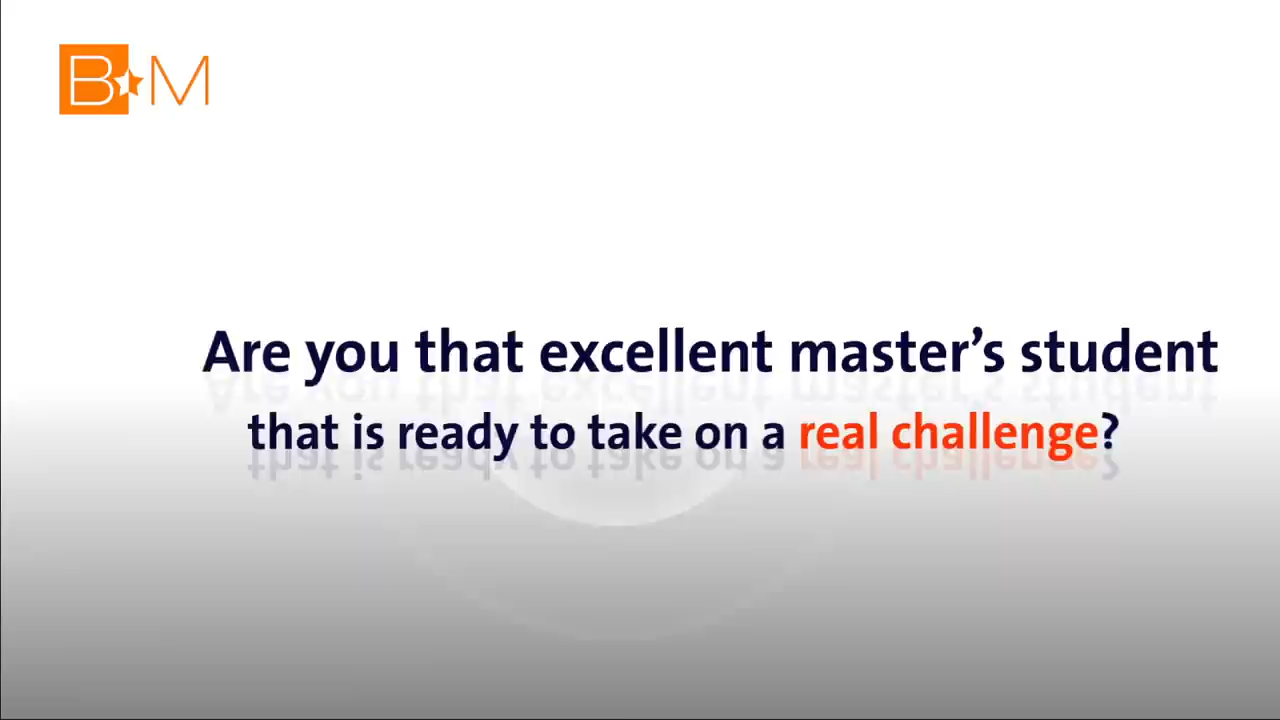 B★M
Are you that excellent master's student
that is ready to take on a real challenge?